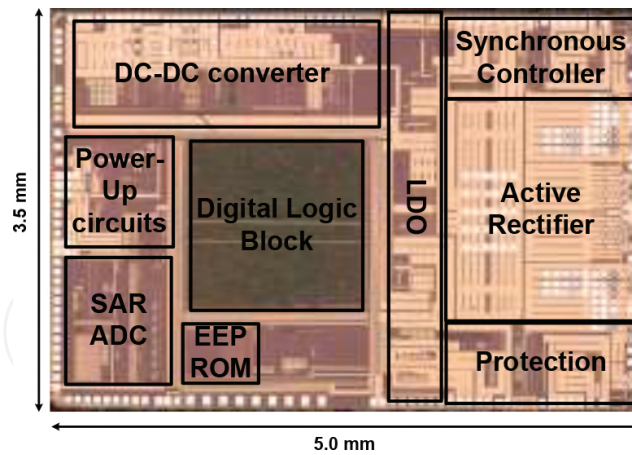 DC-DC converter
Synchronous
Controller
Power-
Up
circuits
Digital Logic
Block
LDO
Active
Rectifier
SAR
ADC
EEP
ROM
Protection
3.5 mm
5.0 mm